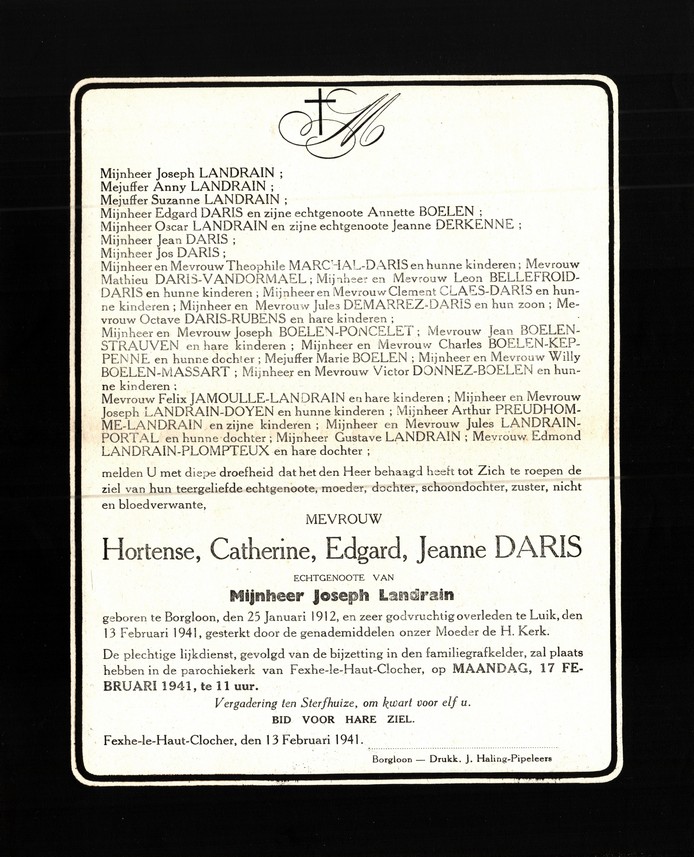 M
Mijnheer Joseph LANDRAIN ;
Mejuffer Anny LANDRAIN ;
Mejuffer Suzanne LANDRAIN ;
Mijnheer Edgard DARIS en zijne echtgenoote Annette BOELEN ;
Mijnheer Oscar LANDRAIN en zijne echtgenoote Jeanne DERKENNE ;
Mijnheer Jean DARIS ;
Mijnheer Jos DARIS ;
Mijnheer en Mevrouw Theophile MARCHAL-DARIS en hunne kinderen ; Mevrouw
Mathieu DARIS-VANDORMAEL ; Mijnheer en Mevrouw Leon BELLEFROID-
DARIS en hunne kinderen ; Mijnheer en Mevrouw Clement CLAES-DARIS en hun-
ne kinderen ; Mijnheer en Mevrouw Jules DEMARREZ-DARIS en hun zoon ; Me-
vrouw Octave DARIS-RUBENS en hare kinderen ;
Mijnheer en Mevrouw Joseph BOELEN-PONCELET ; Mevrouw Jean BOELEN-
STRAUVEN en hare kinderen ; Mijnheer en Mevrouw Charles BOELEN-KEP-
PENNE en hunne dochter ; Mejuffer Marie BOELEN ; Mijnheer en Mevrouw Willy
BOELEN-MASSART ; Mijnheer en Mevrouw Victor DONNEZ-BOELEN en hun-
ne kinderen ;
Mevrouw Felix JAMOULLE-LANDRAIN en hare kinderen ; Mijnheer en Mevrouw
Joseph LANDRAIN-DOYEN en hunne kinderen ; Mijnheer Arthur PREUDHOM-
ME-LANDRAIN en zijne kinderen ; Mijnheer en Mevrouw Jules LANDRAIN-
PORTAL en hunne dochter ; Mijnheer Gustave LANDRAIN ; Mevrouw Edmond
LANDRAIN-PLOMPTEUX en hare dochter ;
melden U met diepe droefheid dat het den Heer behaagd heeft tot Zich te roepen de
ziel van hun teergeliefde echtgenoote, moeder, dochter, schoondochter, zuster, nicht
en bloedverwante,
MEVROUW
Hortense, Catherine, Edgard, Jeanne DARIS
ECHTGENOOTE VAN
Mijnheer Joseph Landrain
geboren te Borgloon, den 25 Januari 1912, en zeer godvruchtig overleden te Luik, den
13 Februari 1941, gesterkt door de genademiddelen onzer Moeder de H. Kerk.
De plechtige lijkdienst, gevolgd van de bijzetting in den familiegrafkelder, zal plaats
hebben in de parochiekerk van Fexhe-le-Haut-Clocher, op MAANDAG, 17 FE-
BRUARI 1941, te 11 uur.
Vergadering ten Sterfhuize, om kwart voor elf u.
BID VOOR HARE ZIEL.
Fexhe-le-Haut-Clocher, den 13 Februari 1941.
Borgloon — Drukk. J. Haling-Pipeleers